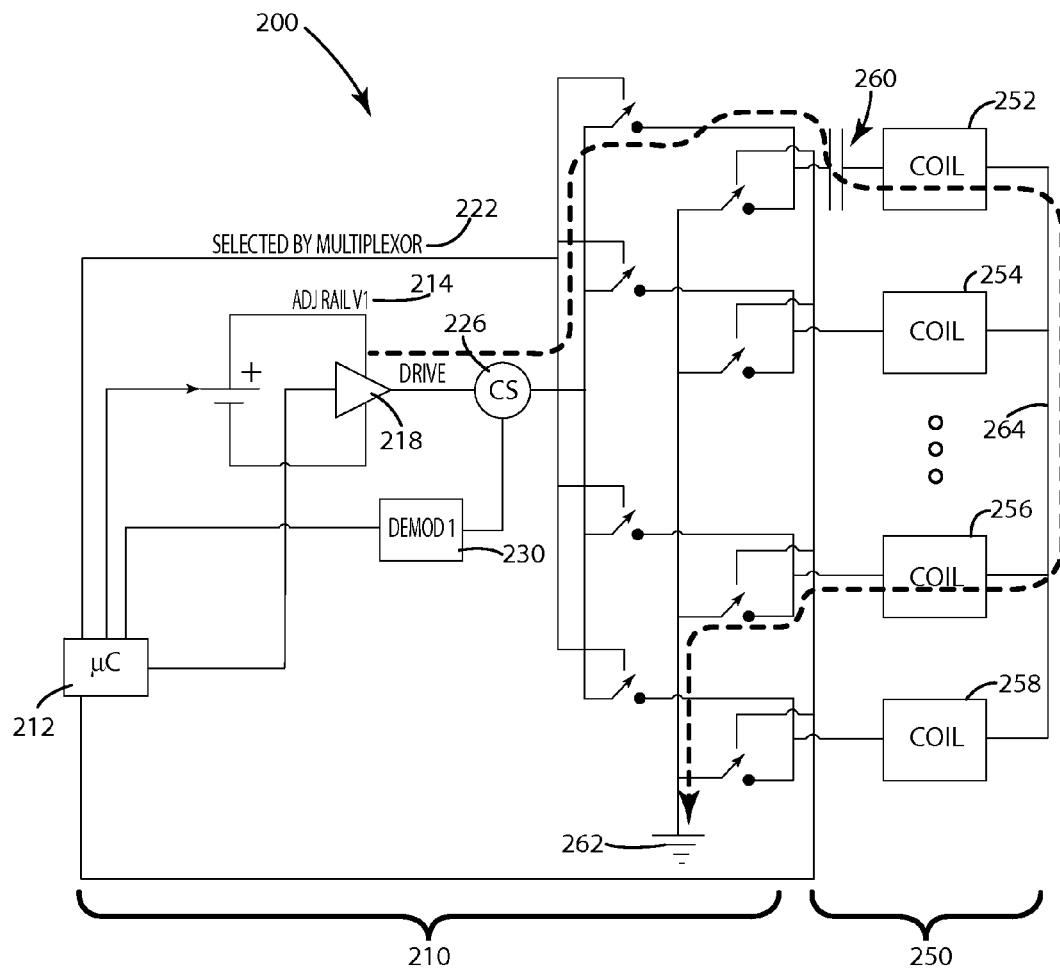 200
260
252
COIL
222
SELECTED BY MULTIPLEXOR
254
ADJ RAIL V1
214
226
COIL
+
DRIVE
CS
218
264
256
DEMOD 1
230
COIL
μC
258
212
COIL
262
210
250